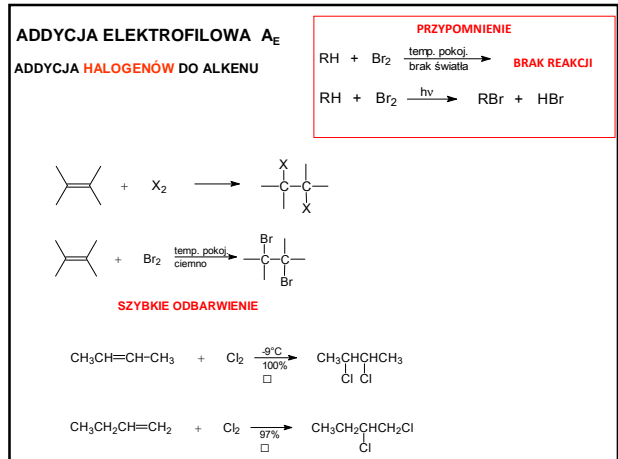 ADDYCJA ELEKTROFILOWA A_E
ADDYCJA HALOGENÓW DO ALKENU
PRZYPOMNIENIE
RH + Br₂ temp. pokoj. brak światła BRAK REAKCJI
RH + Br₂ hν RBr + HBr
+ X₂
X
C C
X
+ Br₂ temp. pokoj. ciemno
Br
C C
Br
SZYBKIE ODBARWIENIE
CH₃CH=CH-CH₃ + Cl₂ -9°C 100% □ CH₃CHCHCH₃
Cl Cl
CH₃CH₂CH=CH₂ + Cl₂ 97% □ CH₃CH₂CHCH₂Cl
Cl